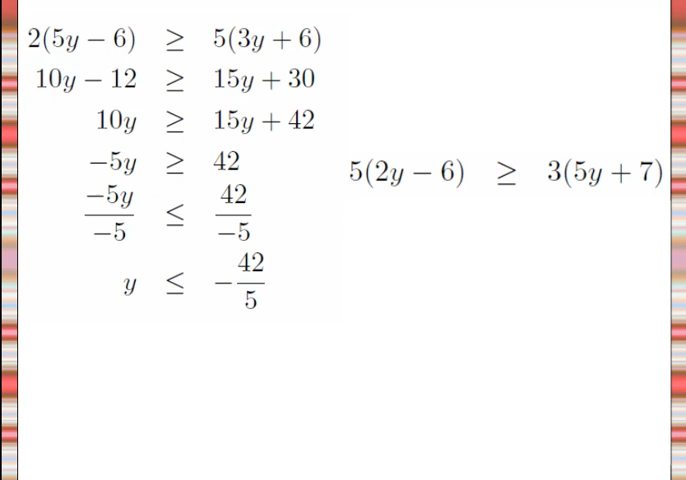 2(5y − 6) ≥ 5(3y + 6)
10y − 12 ≥ 15y + 30
10y ≥ 15y + 42
−5y ≥ 42
−5y/−5 ≤ 42/−5
y ≤ −42/5
5(2y − 6) ≥ 3(5y + 7)